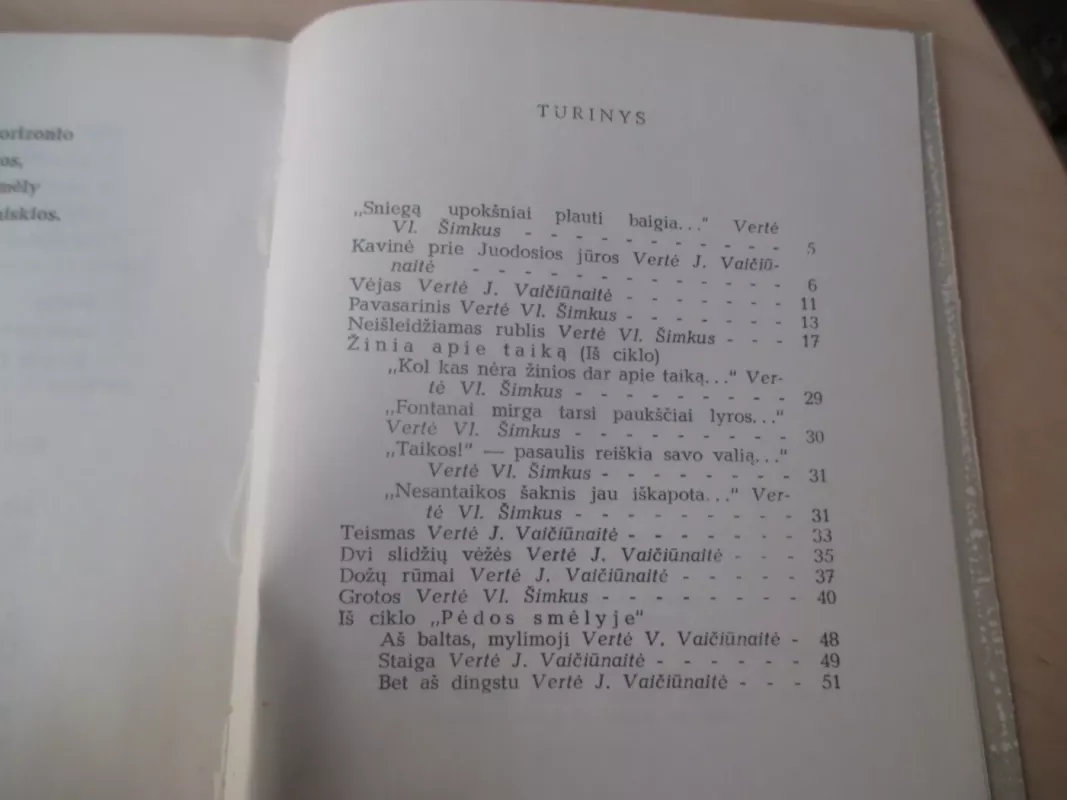 orizonto
os,
mėly
aiskios.
TURINYS
„Sniegą upokšniai plauti baigia..." Vertė
Vl. Šimkus - - - - - - - - - - - 5
Kavinė prie Juodosios jūros Vertė J. Vaičiū-
naitė - - - - - - - - - - - - 6
Vėjas Vertė J. Vaičiūnaitė - - - - - - 11
Pavasarinis Vertė Vl. Šimkus - - - - - - 13
Neišleidžiamas rublis Vertė Vl. Šimkus - - - 17
Žinia apie taiką (Iš ciklo)
„Kol kas nėra žinios dar apie taiką..." Ver-
tė Vl. Šimkus - - - - - - - - - 29
„Fontanai mirga tarsi paukščiai lyros..."
Vertė Vl. Šimkus - - - - - - - - 30
„Taikos!" — pasaulis reiškia savo valią..."
Vertė Vl. Šimkus - - - - - - - - 31
„Nesantaikos šaknis jau iškapota..." Ver-
tė Vl. Šimkus - - - - - - - - - 31
Teismas Vertė J. Vaičiūnaitė - - - - - - 33
Dvi slidžių vėžės Vertė J. Vaičiūnaitė - - - 35
Dožų rūmai Vertė J. Vaičiūnaitė - - - - - 37
Grotos Vertė Vl. Šimkus - - - - - - - 40
Iš ciklo „Pėdos smėlyje"
Aš baltas, mylimoji Vertė V. Vaičiūnaitė - 48
Staiga Vertė J. Vaičiūnaitė - - - - - - 49
Bet aš dingstu Vertė J. Vaičiūnaitė - - - 51